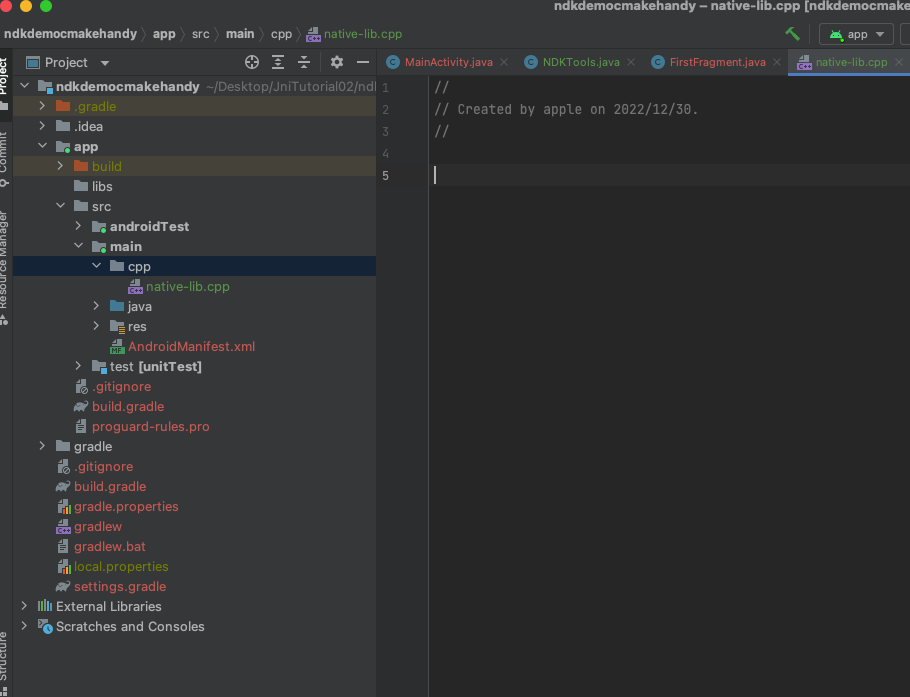 ndkdemocmakehandy – native-lib.cpp [ndkdemocmake
ndkdemocmakehandy app src main cpp native-lib.cpp
app
Project
MainActivity.java NDKTools.java FirstFragment.java native-lib.cpp
Project
Commit
Resource Manager
Structure
ndkdemocmakehandy ~/Desktop/JniTutorial02/ndl
.gradle
.idea
app
build
libs
src
androidTest
main
cpp
native-lib.cpp
java
res
AndroidManifest.xml
test [unitTest]
.gitignore
build.gradle
proguard-rules.pro
gradle
.gitignore
build.gradle
gradle.properties
gradlew
gradlew.bat
local.properties
settings.gradle
External Libraries
Scratches and Consoles
1 //
2 // Created by apple on 2022/12/30.
3 //
4
5